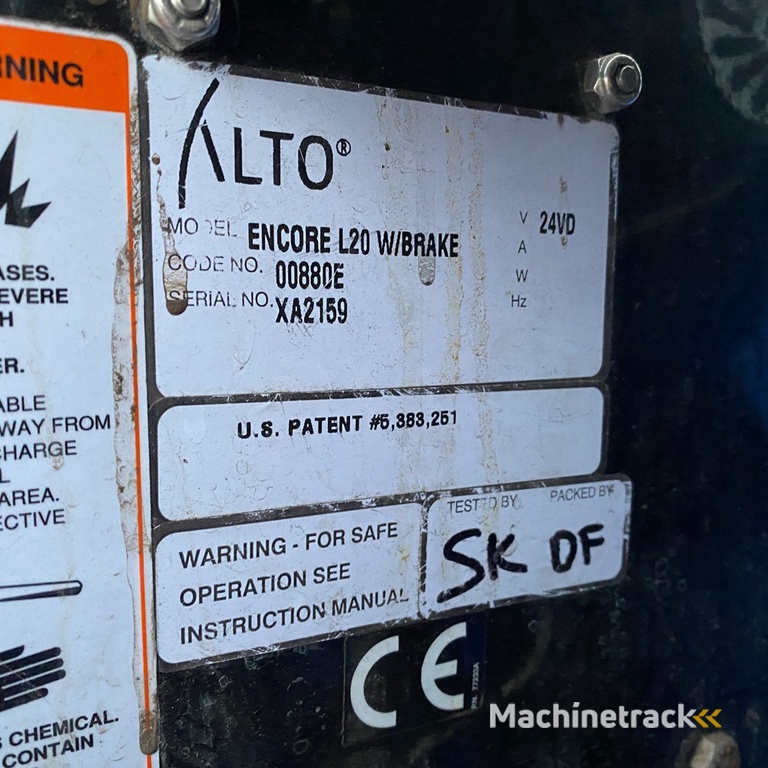 RNING
ASES.
EVERE
H
ER.
ABLE
WAY FROM
CHARGE
L
AREA.
ECTIVE
S CHEMICAL.
CONTAIN
ALTO®
MODEL ENCORE L20 W/BRAKE
CODE NO. 00880E
SERIAL NO. XA2159
V 24VD
A
W
Hz
U.S. PATENT #5,383,251
WARNING - FOR SAFE
OPERATION SEE
INSTRUCTION MANUAL
TESTED BY PACKED BY
SK DF
CE
Machinetrack